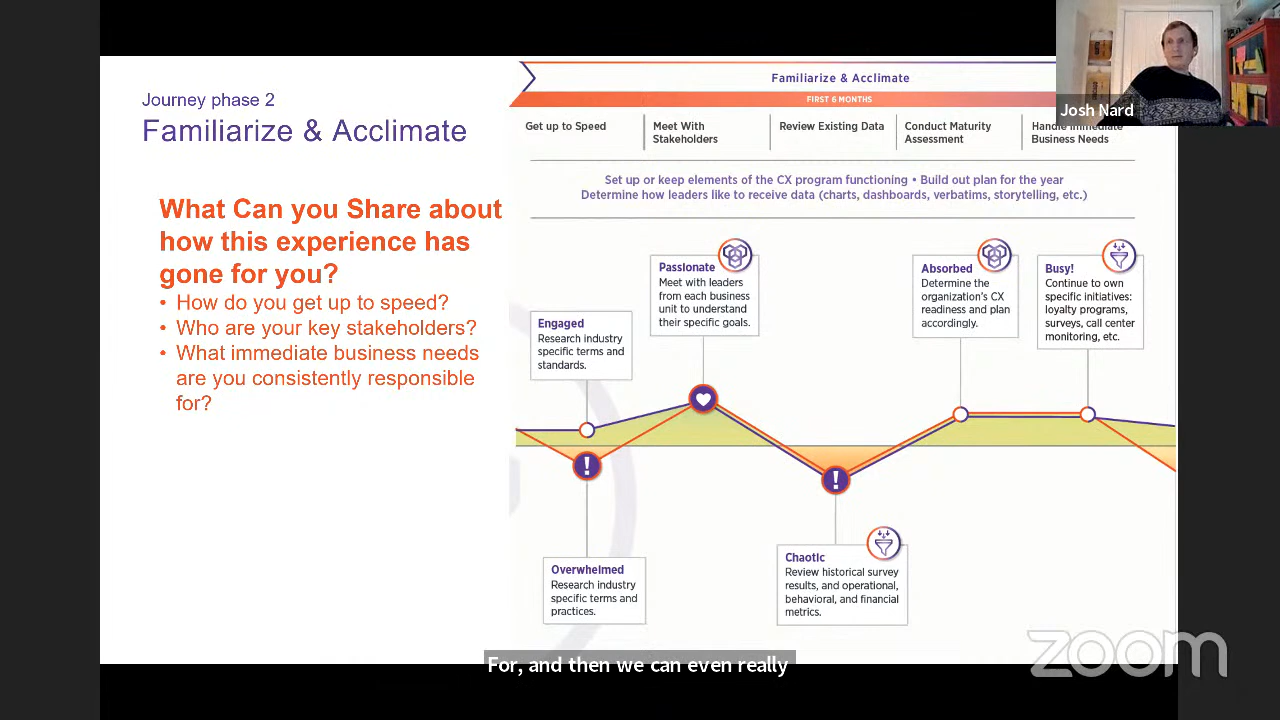 Journey phase 2
Familiarize & Acclimate
What Can you Share about
how this experience has
gone for you?
• How do you get up to speed?
• Who are your key stakeholders?
• What immediate business needs
are you consistently responsible
for?
Familiarize & Acclimate
FIRST 6 MONTHS
Get up to Speed
Meet With
Stakeholders
Review Existing Data
Conduct Maturity
Assessment
Handle Immediate
Business Needs
Set up or keep elements of the CX program functioning • Build out plan for the year
Determine how leaders like to receive data (charts, dashboards, verbatims, storytelling, etc.)
Engaged
Research industry
specific terms and
standards.
Passionate
Meet with leaders
from each business
unit to understand
their specific goals.
Absorbed
Determine the
organization's CX
readiness and plan
accordingly.
Busy!
Continue to own
specific initiatives:
loyalty programs,
surveys, call center
monitoring, etc.
!
!
Overwhelmed
Research industry
specific terms and
practices.
Chaotic
Review historical survey
results, and operational,
behavioral, and financial
metrics.
Josh Nard
For, and then we can even really
zoom